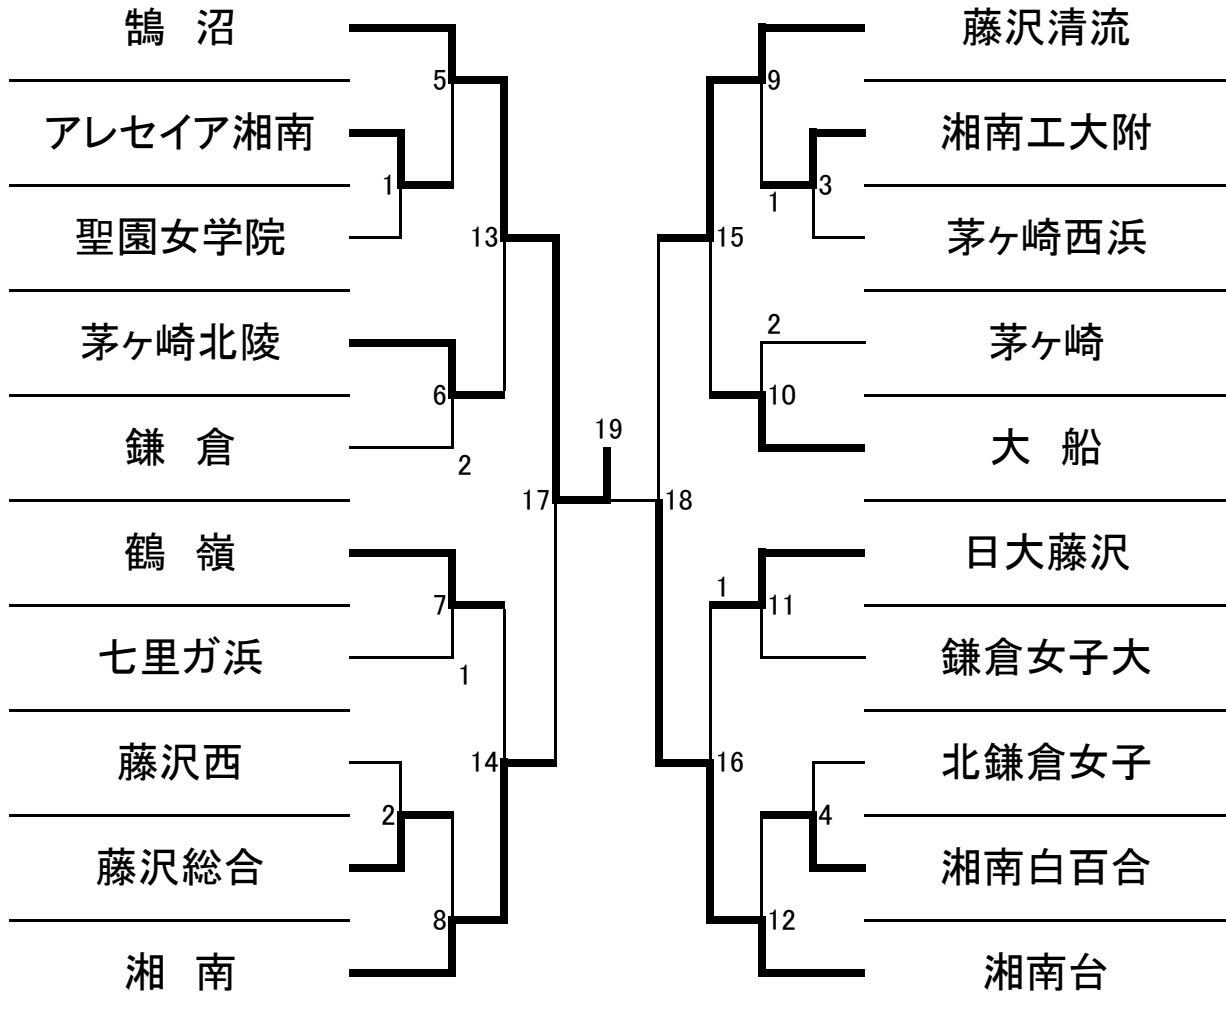 鵠　沼
藤沢清流
5
9
アレセイア湘南
湘南工大附
1
3
1
聖園女学院
13
15
茅ヶ崎西浜
2
茅ヶ崎北陵
茅ヶ崎
6
10
19
鎌　倉
大　船
2
17
18
鶴　嶺
日大藤沢
1
7
11
七里ガ浜
鎌倉女子大
1
藤沢西
14
16
北鎌倉女子
2
4
藤沢総合
湘南白百合
8
12
湘　南
湘南台